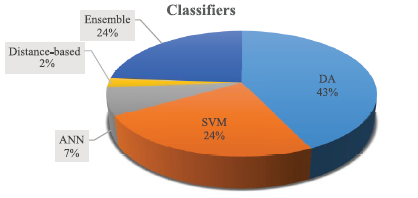 Classifiers
Ensemble
24%
Distance-based
2%
DA
43%
SVM
24%
ANN
7%